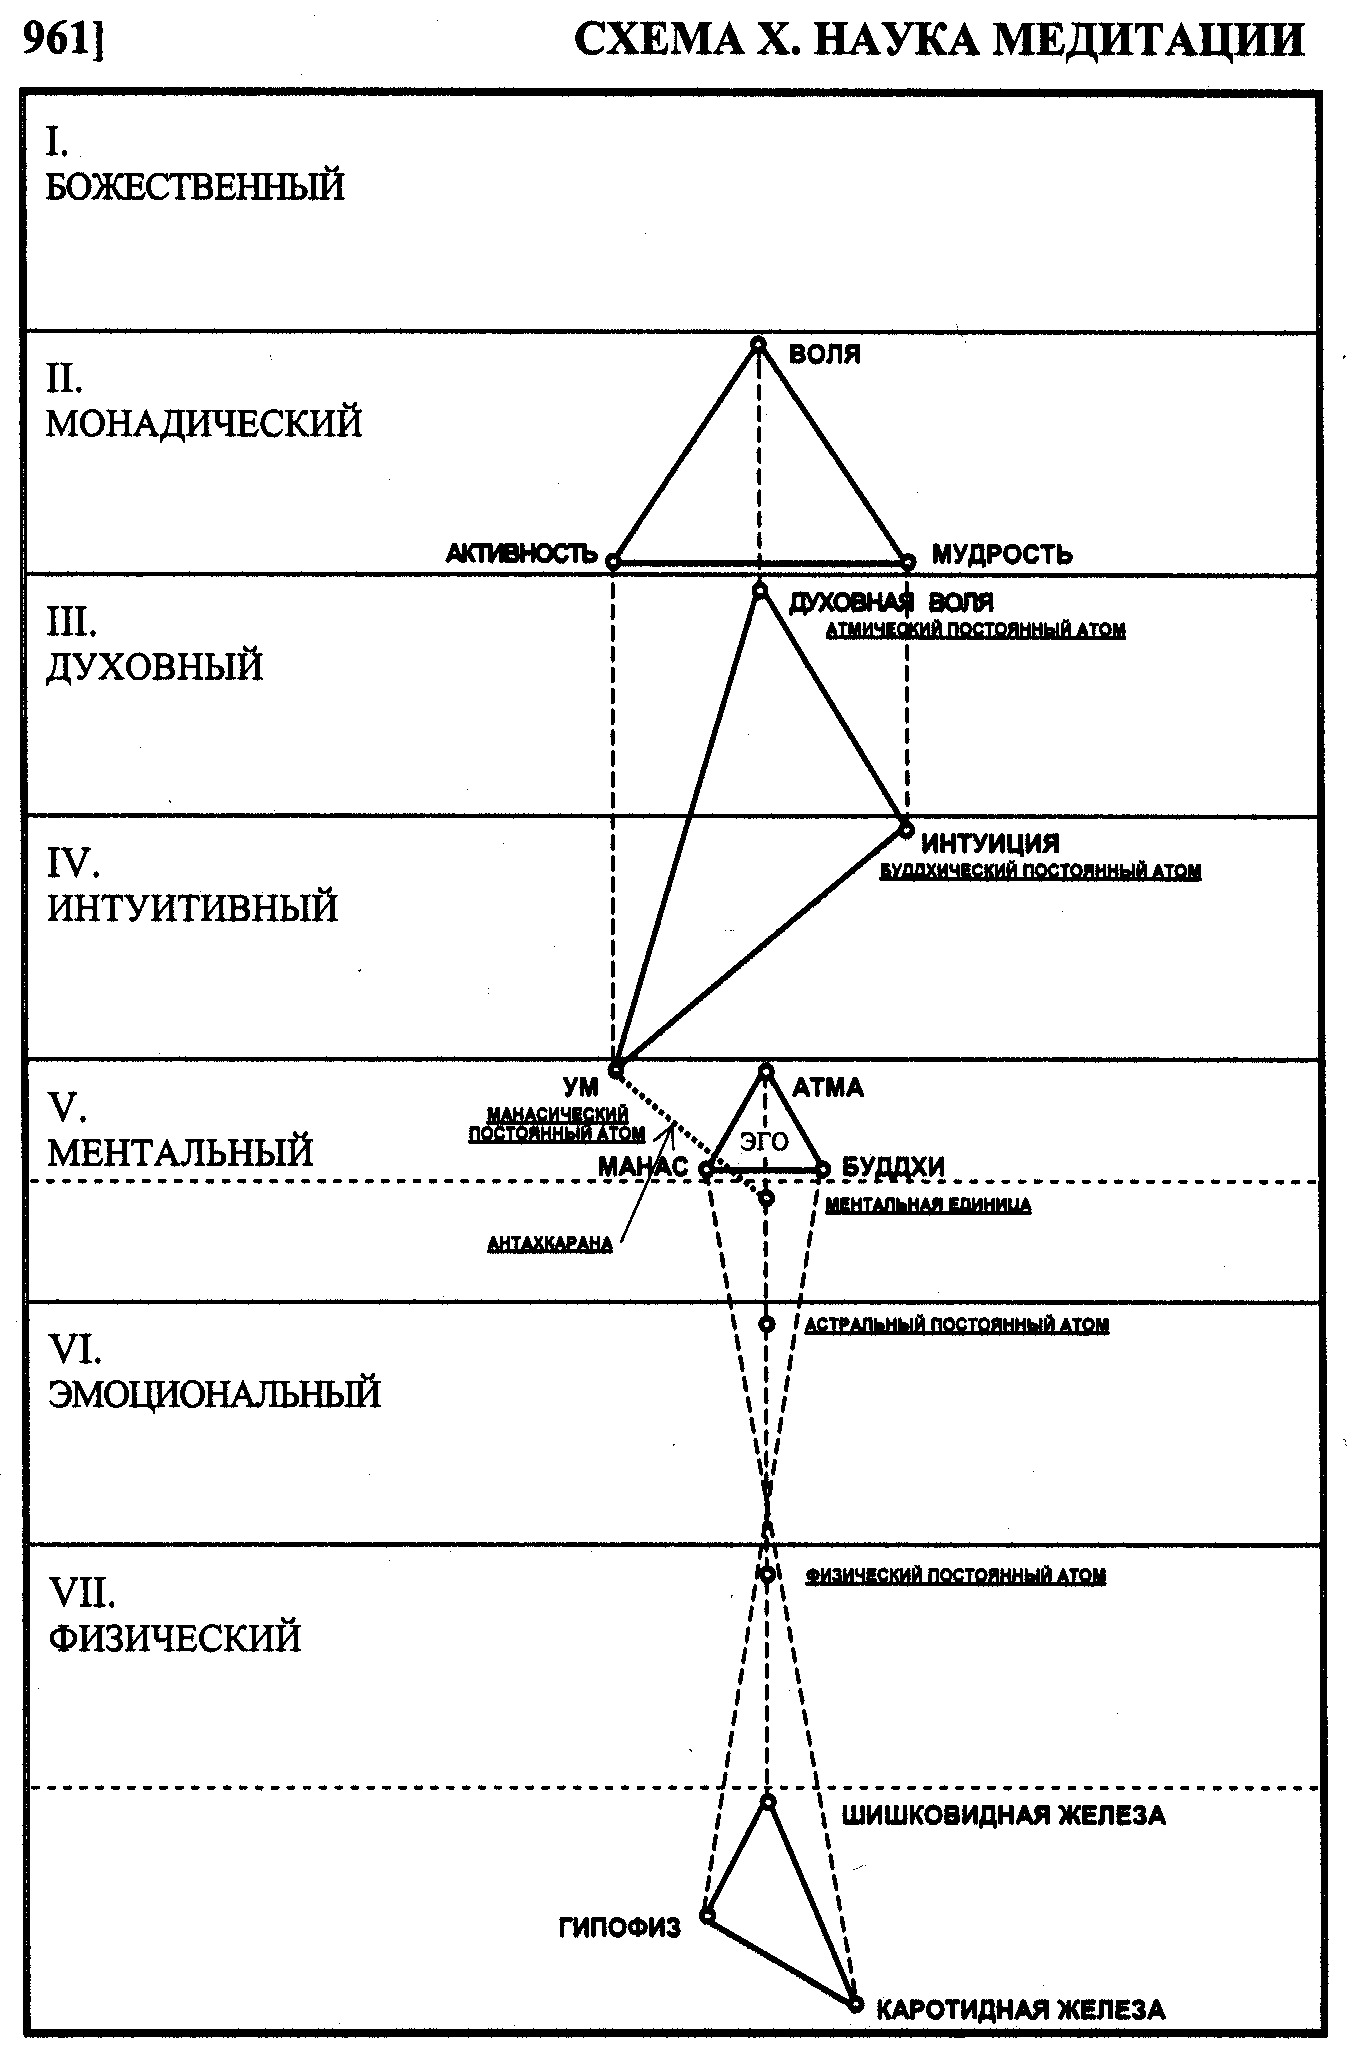 961] СХЕМА X. НАУКА МЕДИТАЦИИ
I.
БОЖЕСТВЕННЫЙ
II.
МОНАДИЧЕСКИЙ
ВОЛЯ
АКТИВНОСТЬ
МУДРОСТЬ
III.
ДУХОВНЫЙ
ДУХОВНАЯ ВОЛЯ
АТМИЧЕСКИЙ ПОСТОЯННЫЙ АТОМ
IV.
ИНТУИТИВНЫЙ
ИНТУИЦИЯ
БУДДХИЧЕСКИЙ ПОСТОЯННЫЙ АТОМ
V.
МЕНТАЛЬНЫЙ
УМ
МАНАСИЧЕСКИЙ
ПОСТОЯННЫЙ АТОМ
АТМА
ЭГО
МАНАС
БУДДХИ
МЕНТАЛЬНАЯ ЕДИНИЦА
АНТАХКАРАНА
VI.
ЭМОЦИОНАЛЬНЫЙ
АСТРАЛЬНЫЙ ПОСТОЯННЫЙ АТОМ
VII.
ФИЗИЧЕСКИЙ
ФИЗИЧЕСКИЙ ПОСТОЯННЫЙ АТОМ
ШИШКОВИДНАЯ ЖЕЛЕЗА
ГИПОФИЗ
КАРОТИДНАЯ ЖЕЛЕЗА